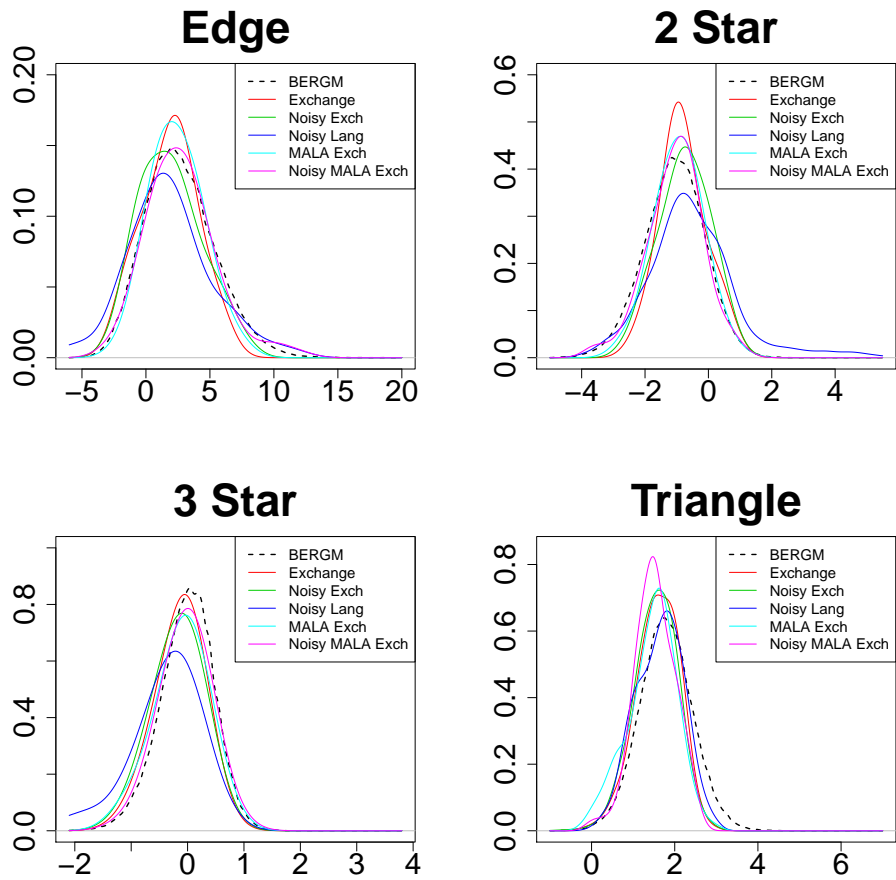 Edge
0.20
0.10
0.00
BERGM
Exchange
Noisy Exch
Noisy Lang
MALA Exch
Noisy MALA Exch
−5 0 5 10 15 20
2 Star
0.6
0.4
0.2
0.0
BERGM
Exchange
Noisy Exch
Noisy Lang
MALA Exch
Noisy MALA Exch
−4 −2 0 2 4
3 Star
0.8
0.4
0.0
BERGM
Exchange
Noisy Exch
Noisy Lang
MALA Exch
Noisy MALA Exch
−2 0 1 2 3 4
Triangle
0.8
0.6
0.4
0.2
0.0
BERGM
Exchange
Noisy Exch
Noisy Lang
MALA Exch
Noisy MALA Exch
0 2 4 6